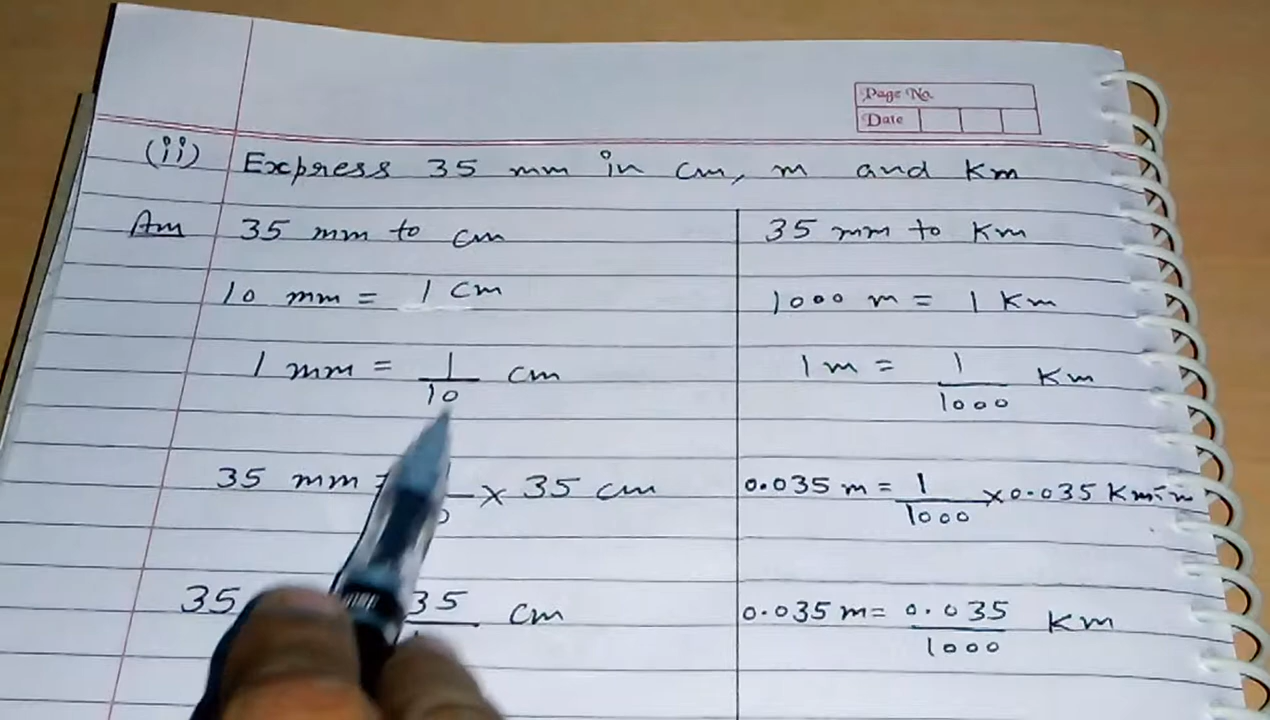 Page No.
Date
(ii) Express 35 mm in cm, m and Km
Ans 35 mm to cm
10 mm = 1 cm
1 mm = 1/10 cm
35 mm = × 35 cm
35 35 cm
35 mm to Km
1000 m = 1 Km
1 m = 1/1000 Km
0.035 m = 1/1000 × 0.035 Km
0.035 m = 0.035/1000 Km